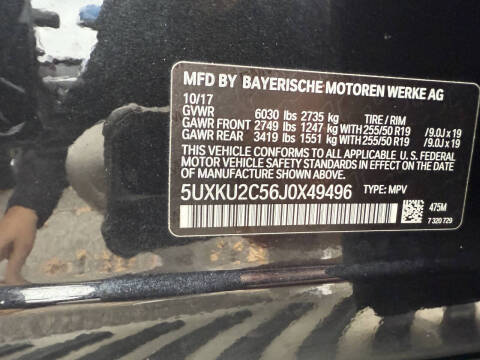 MFD BY BAYERISCHE MOTOREN WERKE AG
10/17
GVWR 6030 lbs 2735 kg TIRE / RIM
GAWR FRONT 2749 lbs 1247 kg WITH 255/50 R19 /9.0J x 19
GAWR REAR 3419 lbs 1551 kg WITH 255/50 R19 /9.0J x 19
THIS VEHICLE CONFORMS TO ALL APPLICABLE U.S. FEDERAL
MOTOR VEHICLE SAFETY STANDARDS IN EFFECT ON THE DATE
OF MANUFACTURE SHOWN ABOVE.
5UXKU2C56J0X49496 TYPE: MPV
475M
7 320 729